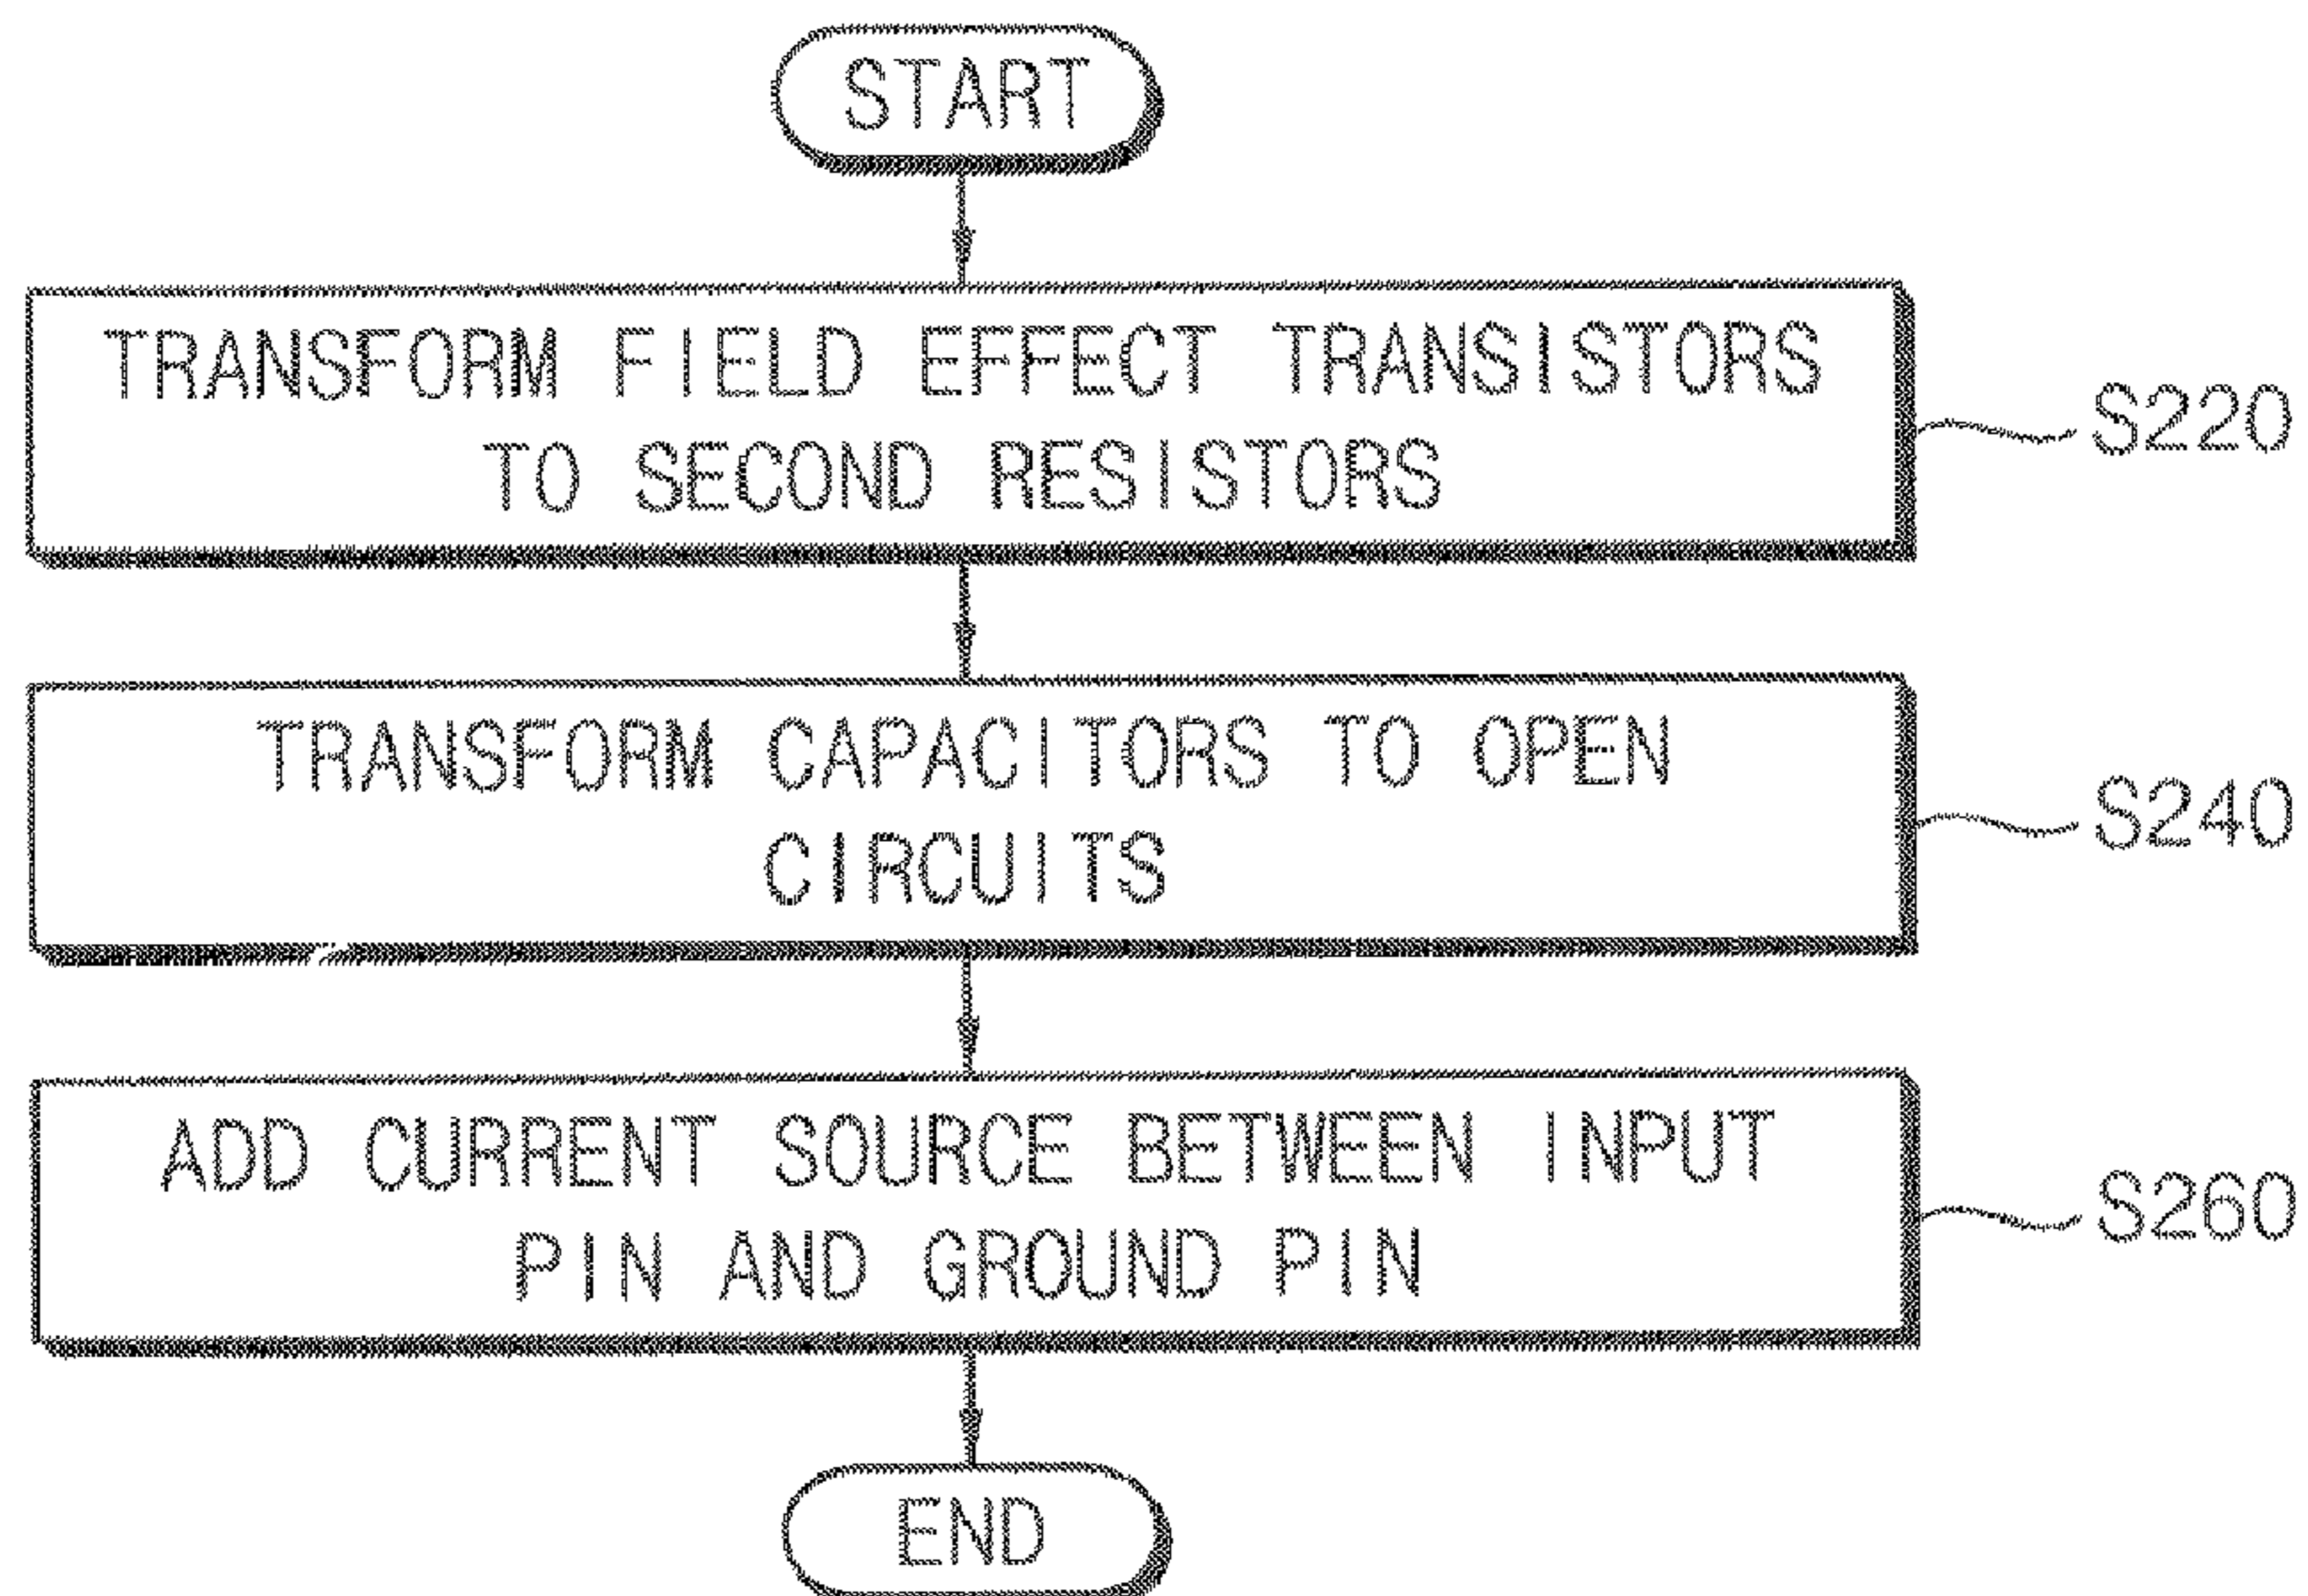 START
TRANSFORM FIELD EFFECT TRANSISTORS
TO SECOND RESISTORS
S220
TRANSFORM CAPACITORS TO OPEN
CIRCUITS
S240
ADD CURRENT SOURCE BETWEEN INPUT
PIN AND GROUND PIN
S260
END